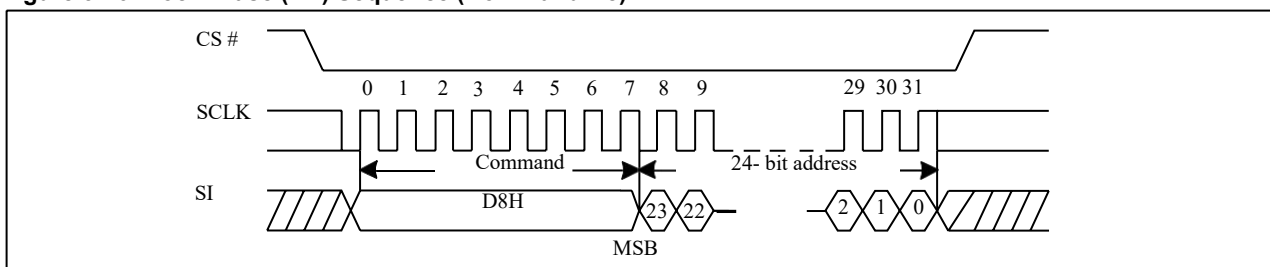 CS #
0 1 2 3 4 5 6 7 8 9 29 30 31
SCLK
Command 24- bit address
SI
D8H
23 22 2 1 0
MSB